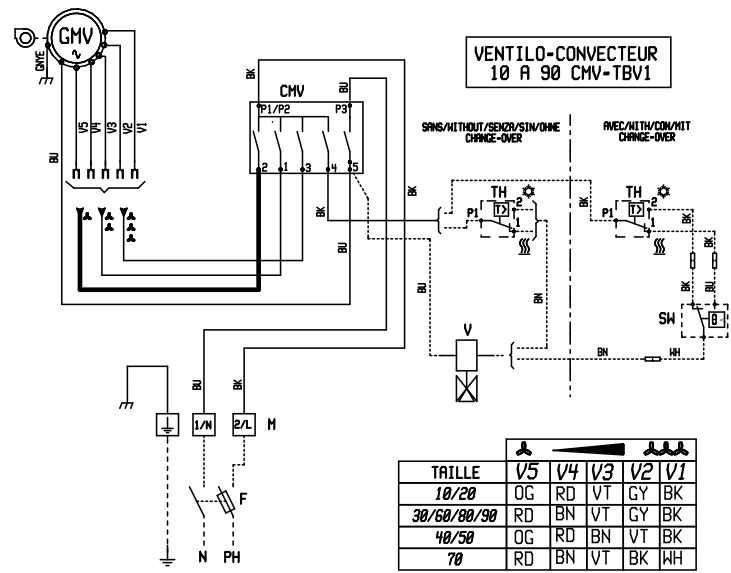 GMV
~
GNYE
V5
V4
V3
V2
V1
BU
VENTILO-CONVECTEUR
10 A 90 CMV-TBV1
BK
BU
CMV
P1/P2
P3
2
1
3
4
5
BK
BK
BU
SANS/WITHOUT/SENZA/SIN/OHNE
CHANGE-OVER
AVEC/WITH/CON/MIT
CHANGE-OVER
TH
P1
T>
2
1
TH
P1
T>
2
1
BK
BK
BK
BU
SW
BU
BN
V
BN
WH
BU
BK
1/N
2/L
M
F
N
PH
TAILLE V5 V4 V3 V2 V1
10/20 OG RD VT GY BK
30/60/80/90 RD BN VT GY BK
40/50 OG RD BN VT BK
70 RD BN VT BK WH